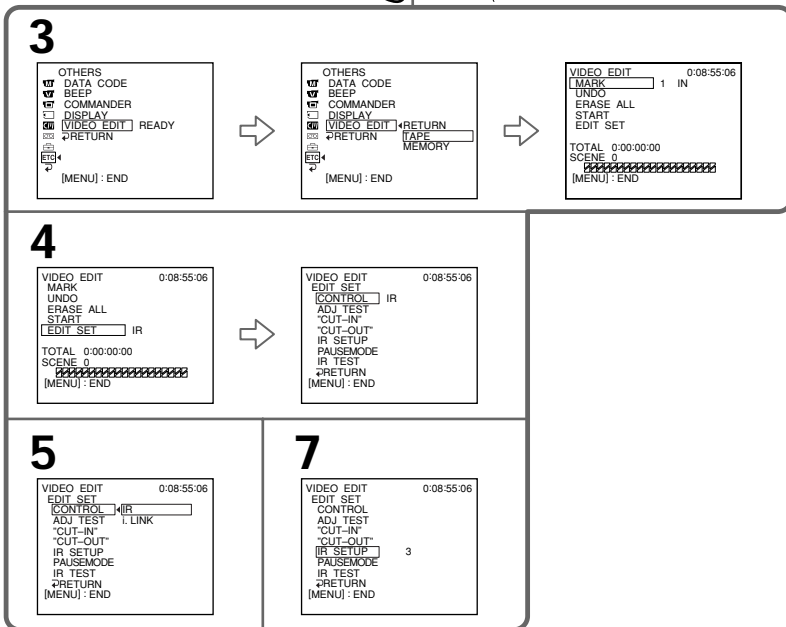 3
OTHERS
DATA CODE
BEEP
COMMANDER
DISPLAY
VIDEO EDIT READY
RETURN
ETC
[MENU] : END
OTHERS
DATA CODE
BEEP
COMMANDER
DISPLAY
VIDEO EDIT RETURN
RETURN TAPE
MEMORY
ETC
[MENU] : END
VIDEO EDIT 0:08:55:06
MARK 1 IN
UNDO
ERASE ALL
START
EDIT SET
TOTAL 0:00:00:00
SCENE 0
[MENU] : END
4
VIDEO EDIT 0:08:55:06
MARK
UNDO
ERASE ALL
START
EDIT SET IR
TOTAL 0:00:00:00
SCENE 0
[MENU] : END
VIDEO EDIT 0:08:55:06
EDIT SET
CONTROL IR
ADJ TEST
"CUT–IN"
"CUT–OUT"
IR SETUP
PAUSEMODE
IR TEST
RETURN
[MENU] : END
5
VIDEO EDIT 0:08:55:06
EDIT SET
CONTROL IR
ADJ TEST i. LINK
"CUT–IN"
"CUT–OUT"
IR SETUP
PAUSEMODE
IR TEST
RETURN
[MENU] : END
7
VIDEO EDIT 0:08:55:06
EDIT SET
CONTROL
ADJ TEST
"CUT–IN"
"CUT–OUT"
IR SETUP 3
PAUSEMODE
IR TEST
RETURN
[MENU] : END